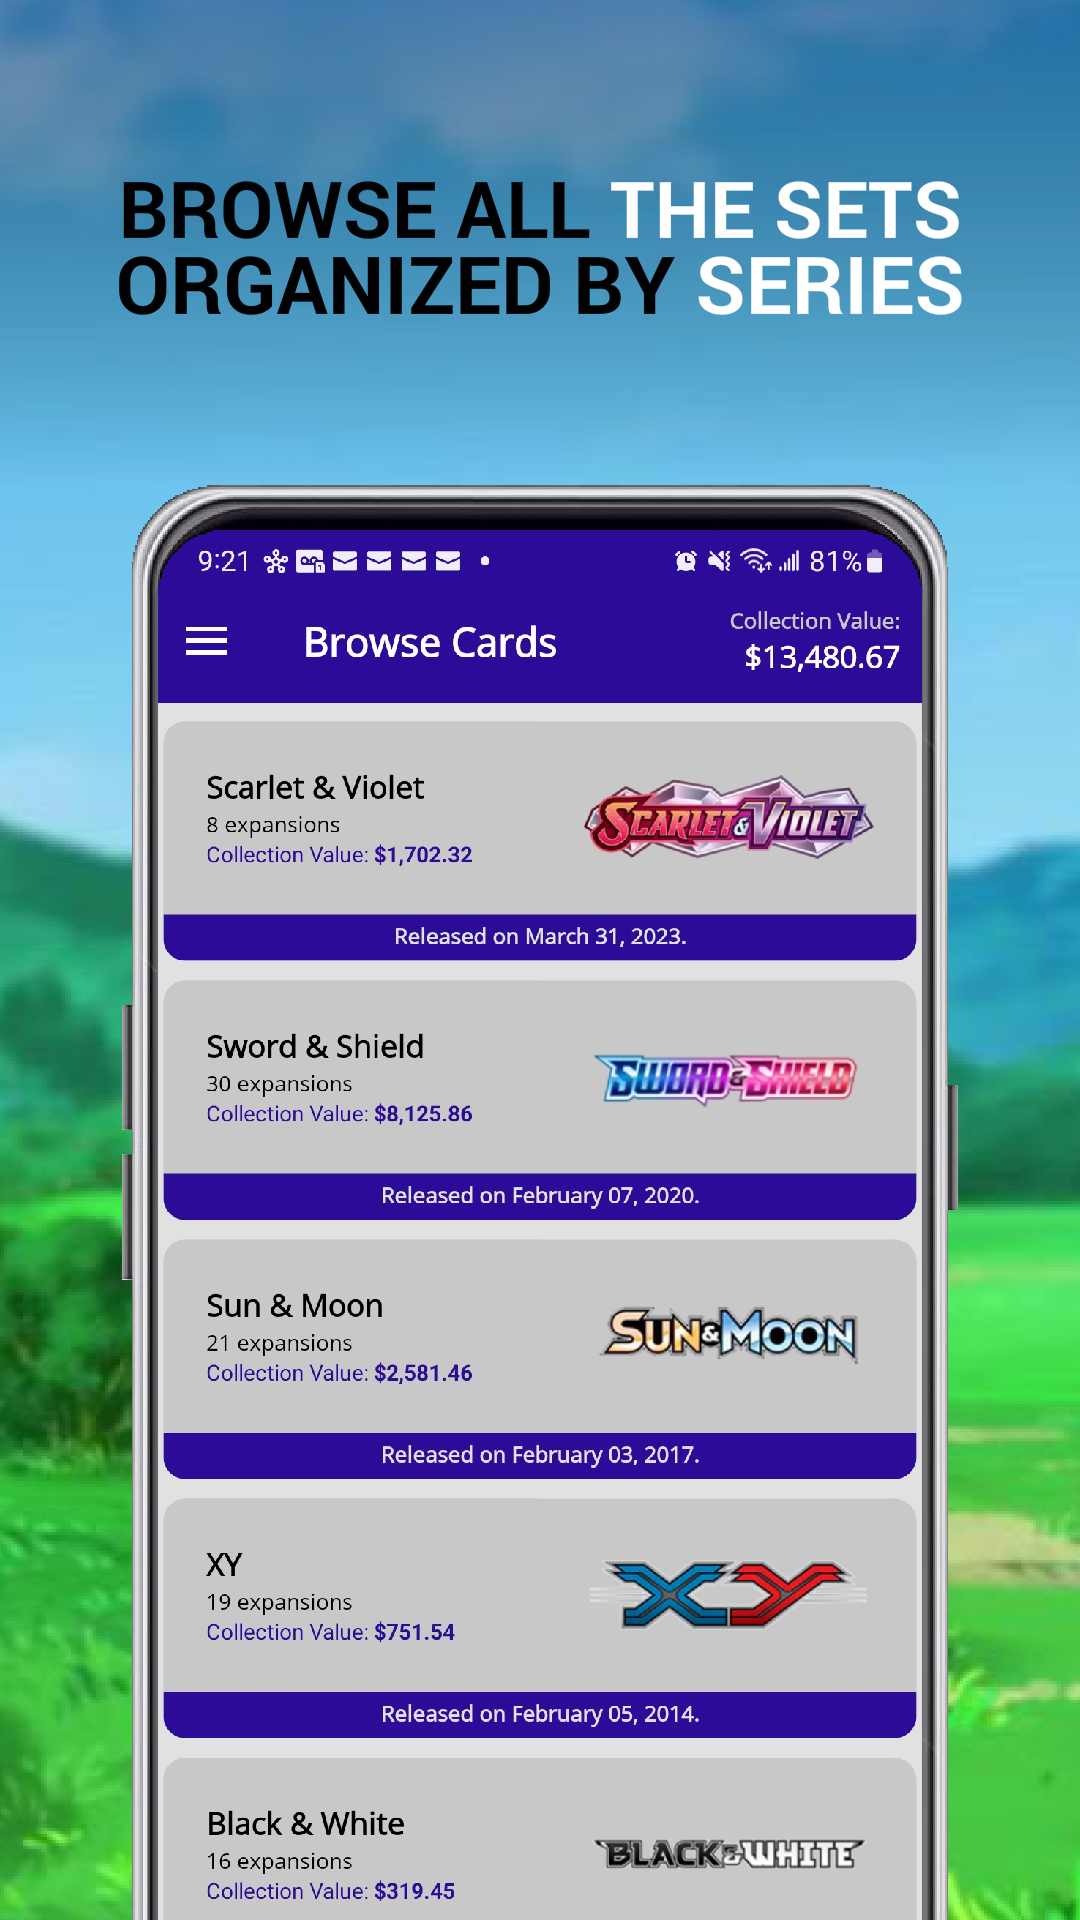 BROWSE ALL THE SETS
ORGANIZED BY SERIES
9:21
81%
Browse Cards
Collection Value:
$13,480.67
Scarlet & Violet
8 expansions
Collection Value: $1,702.32
SCARLET & VIOLET
Released on March 31, 2023.
Sword & Shield
30 expansions
Collection Value: $8,125.86
SWORD & SHIELD
Released on February 07, 2020.
Sun & Moon
21 expansions
Collection Value: $2,581.46
SUN & MOON
Released on February 03, 2017.
XY
19 expansions
Collection Value: $751.54
XY
Released on February 05, 2014.
Black & White
16 expansions
Collection Value: $319.45
BLACK & WHITE